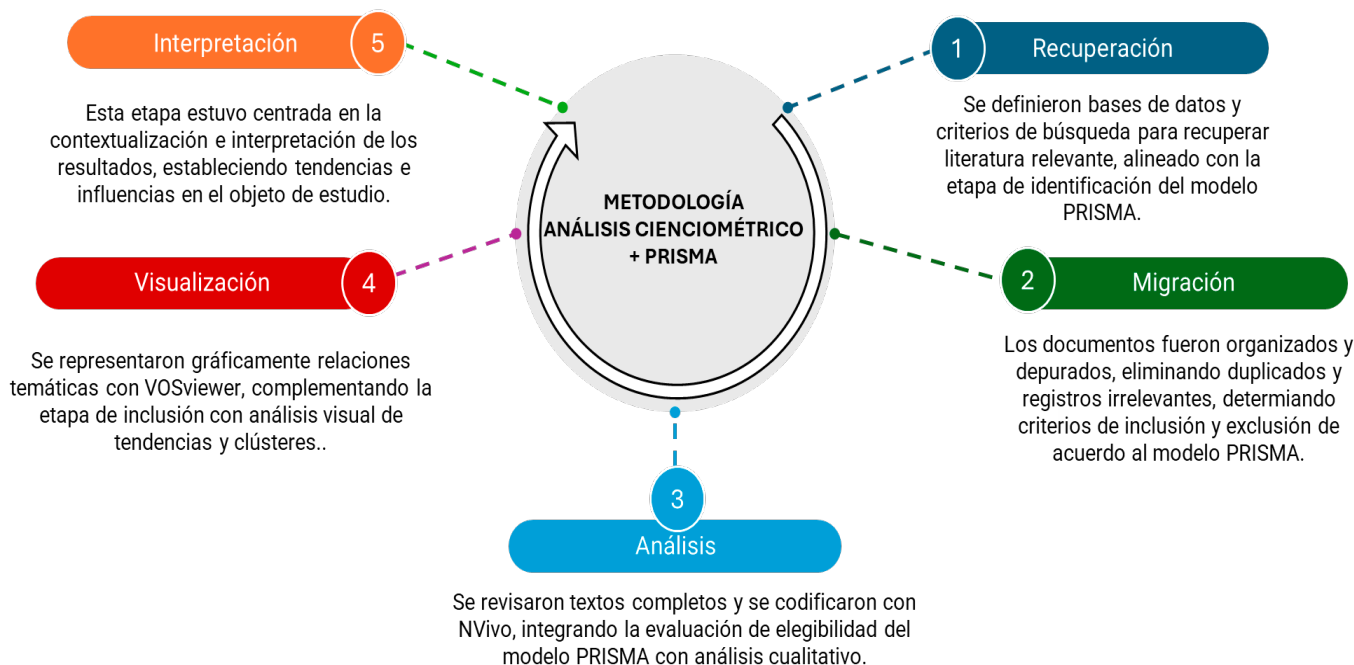 METODOLOGÍA
ANÁLISIS CIENCIOMÉTRICO
+ PRISMA
1
Recuperación
Se definieron bases de datos y
criterios de búsqueda para recuperar
literatura relevante, alineado con la
etapa de identificación del modelo
PRISMA.
2
Migración
Los documentos fueron organizados y
depurados, eliminando duplicados y
registros irrelevantes, determiando
criterios de inclusión y exclusión de
acuerdo al modelo PRISMA.
3
Análisis
Se revisaron textos completos y se codificaron con
NVivo, integrando la evaluación de elegibilidad del
modelo PRISMA con análisis cualitativo.
Visualización
4
Se representaron gráficamente relaciones
temáticas con VOSviewer, complementando la
etapa de inclusión con análisis visual de
tendencias y clústeres..
Interpretación
5
Esta etapa estuvo centrada en la
contextualización e interpretación de los
resultados, estableciendo tendencias e
influencias en el objeto de estudio.